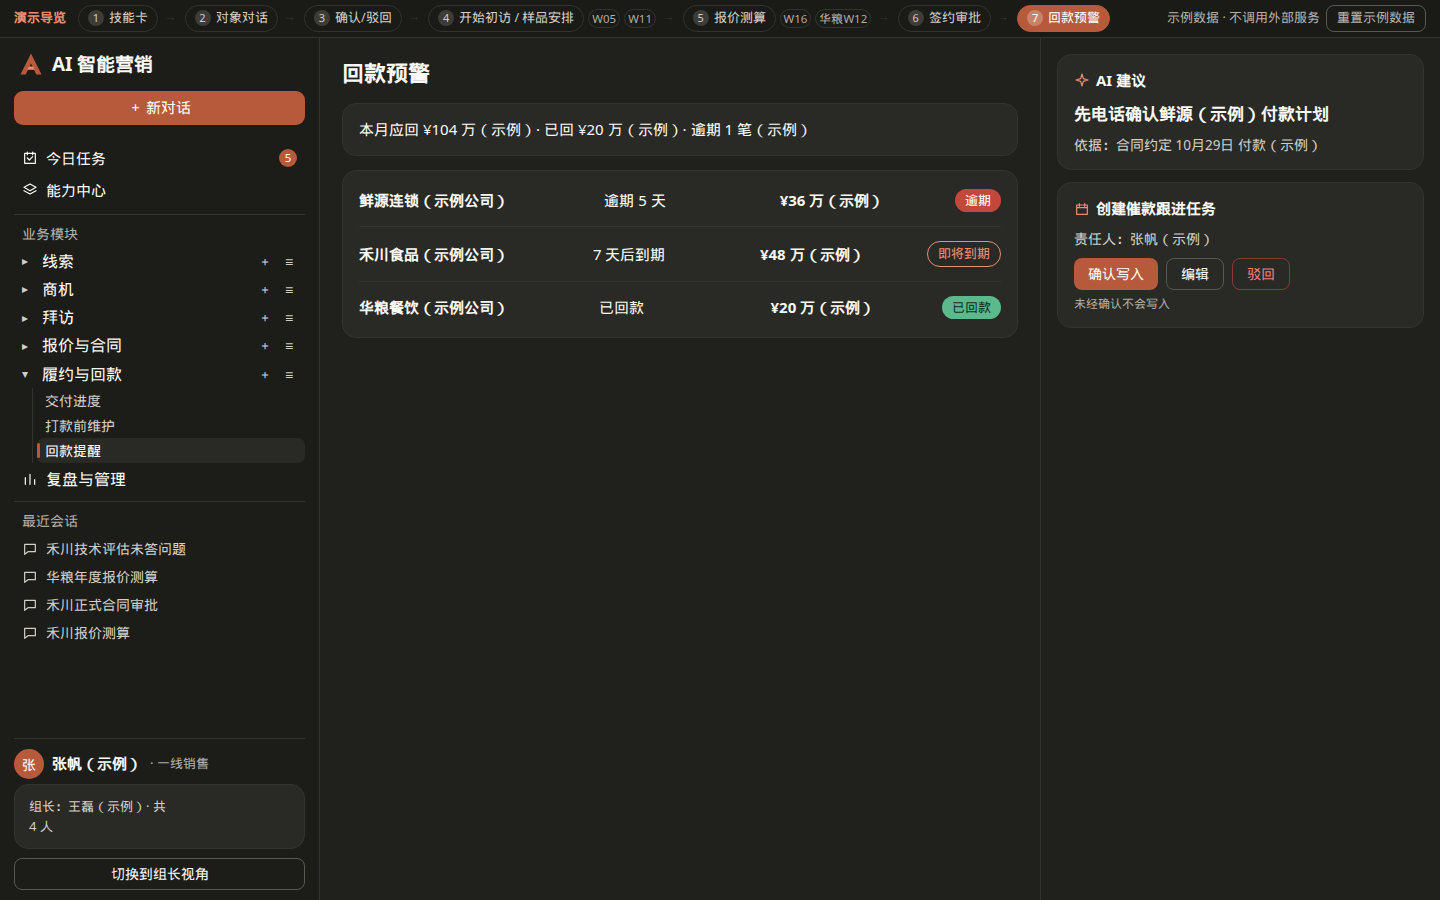 演示导览 1 技能卡 → 2 对象对话 → 3 确认/驳回 → 4 开始初访 / 样品安排 W05 W11 → 5 报价测算 W16 华粮W12 → 6 签约审批 → 7 回款预警 示例数据 · 不调用外部服务 重置示例数据
AI 智能营销
+ 新对话
今日任务 5
能力中心
业务模块
▸ 线索 + ≡
▸ 商机 + ≡
▸ 拜访 + ≡
▸ 报价与合同 + ≡
▾ 履约与回款 + ≡
交付进度
打款前维护
回款提醒
复盘与管理
最近会话
禾川技术评估未答问题
华粮年度报价测算
禾川正式合同审批
禾川报价测算
张 张帆（示例） · 一线销售
组长：王磊（示例）· 共
4 人
切换到组长视角
回款预警
本月应回 ¥104 万（示例）· 已回 ¥20 万（示例）· 逾期 1 笔（示例）
鲜源连锁（示例公司） 逾期 5 天 ¥36 万（示例） 逾期
禾川食品（示例公司） 7 天后到期 ¥48 万（示例） 即将到期
华粮餐饮（示例公司） 已回款 ¥20 万（示例） 已回款
AI 建议
先电话确认鲜源（示例）付款计划
依据：合同约定 10月29日 付款（示例）
创建催款跟进任务
责任人：张帆（示例）
确认写入 编辑 驳回
未经确认不会写入